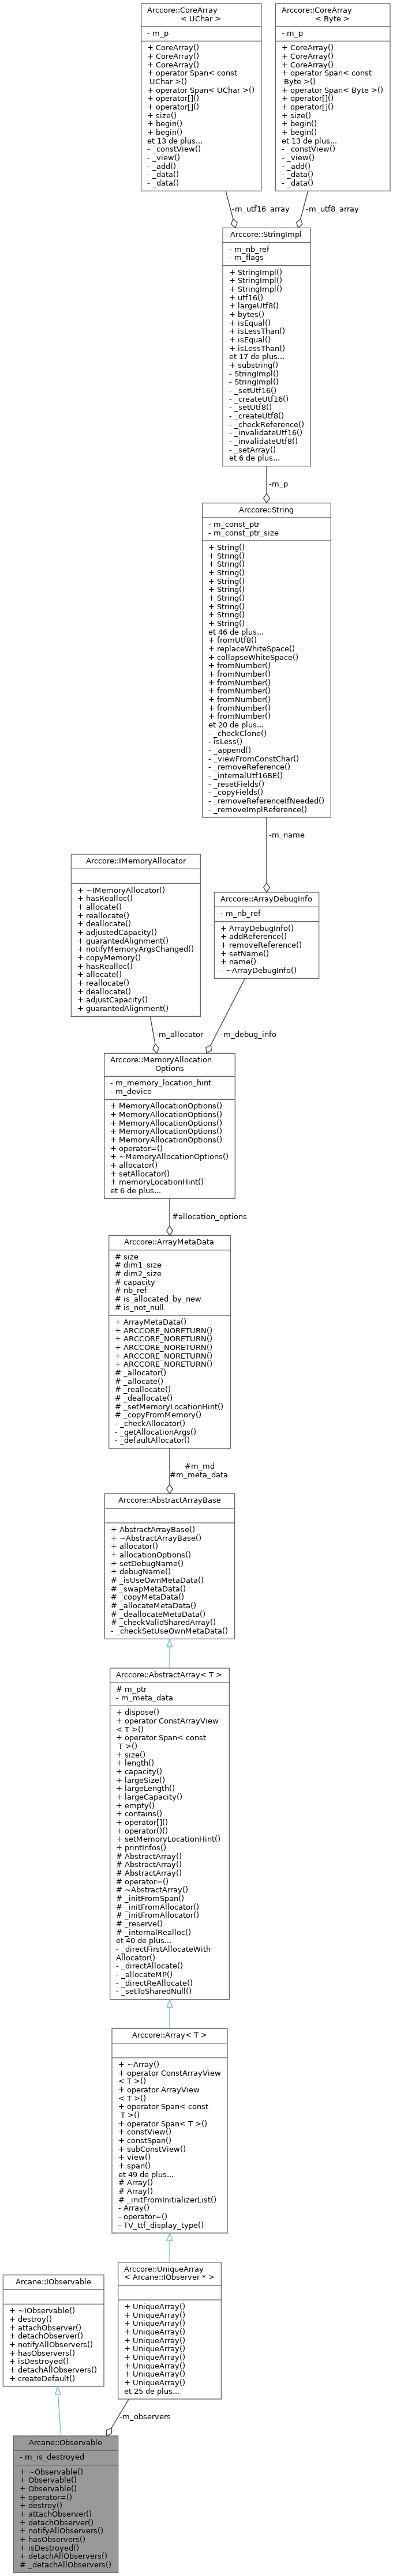 Arccore::CoreArray
< UChar >
- m_p
+ CoreArray()
+ CoreArray()
+ CoreArray()
+ operator Span< const
UChar >()
+ operator Span< UChar >()
+ operator[]()
+ operator[]()
+ size()
+ begin()
+ begin()
et 13 de plus...
- _constView()
- _view()
- _add()
- _data()
- _data()
Arccore::CoreArray
< Byte >
- m_p
+ CoreArray()
+ CoreArray()
+ CoreArray()
+ operator Span< const
Byte >()
+ operator Span< Byte >()
+ operator[]()
+ operator[]()
+ size()
+ begin()
+ begin()
et 13 de plus...
- _constView()
- _view()
- _add()
- _data()
- _data()
-m_utf16_array
-m_utf8_array
Arccore::StringImpl
- m_nb_ref
- m_flags
+ StringImpl()
+ StringImpl()
+ StringImpl()
+ utf16()
+ largeUtf8()
+ bytes()
+ isEqual()
+ isLessThan()
+ isEqual()
+ isLessThan()
et 17 de plus...
+ substring()
- StringImpl()
- StringImpl()
- _setUtf16()
- _createUtf16()
- _setUtf8()
- _createUtf8()
- _checkReference()
- _invalidateUtf16()
- _invalidateUtf8()
- _setArray()
et 6 de plus...
-m_p
Arccore::String
- m_const_ptr
- m_const_ptr_size
+ String()
+ String()
+ String()
+ String()
+ String()
+ String()
+ String()
+ String()
+ String()
+ String()
et 46 de plus...
+ fromUtf8()
+ replaceWhiteSpace()
+ collapseWhiteSpace()
+ fromNumber()
+ fromNumber()
+ fromNumber()
+ fromNumber()
+ fromNumber()
+ fromNumber()
+ fromNumber()
et 20 de plus...
- _checkClone()
- isLess()
- _append()
- _viewFromConstChar()
- _removeReference()
- _internalUtf16BE()
- _resetFields()
- _copyFields()
- _removeReferenceIfNeeded()
- _removeImplReference()
-m_name
Arccore::IMemoryAllocator
+ ~IMemoryAllocator()
+ hasRealloc()
+ allocate()
+ reallocate()
+ deallocate()
+ adjustedCapacity()
+ guarantedAlignment()
+ notifyMemoryArgsChanged()
+ copyMemory()
+ hasRealloc()
+ allocate()
+ reallocate()
+ deallocate()
+ adjustCapacity()
+ guarantedAlignment()
Arccore::ArrayDebugInfo
- m_nb_ref
+ ArrayDebugInfo()
+ addReference()
+ removeReference()
+ setName()
+ name()
- ~ArrayDebugInfo()
-m_allocator
-m_debug_info
Arccore::MemoryAllocation
Options
- m_memory_location_hint
- m_device
+ MemoryAllocationOptions()
+ MemoryAllocationOptions()
+ MemoryAllocationOptions()
+ MemoryAllocationOptions()
+ MemoryAllocationOptions()
+ operator=()
+ ~MemoryAllocationOptions()
+ allocator()
+ setAllocator()
+ memoryLocationHint()
et 6 de plus...
#allocation_options
Arccore::ArrayMetaData
# size
# dim1_size
# dim2_size
# capacity
# nb_ref
# is_allocated_by_new
# is_not_null
+ ArrayMetaData()
+ ARCCORE_NORETURN()
+ ARCCORE_NORETURN()
+ ARCCORE_NORETURN()
+ ARCCORE_NORETURN()
+ ARCCORE_NORETURN()
# _allocator()
# _allocate()
# _reallocate()
# _deallocate()
# _setMemoryLocationHint()
# _copyFromMemory()
- _checkAllocator()
- _getAllocationArgs()
- _defaultAllocator()
#m_md
#m_meta_data
Arccore::AbstractArrayBase
+ AbstractArrayBase()
+ ~AbstractArrayBase()
+ allocator()
+ allocationOptions()
+ setDebugName()
+ debugName()
# _isUseOwnMetaData()
# _swapMetaData()
# _copyMetaData()
# _allocateMetaData()
# _deallocateMetaData()
# _checkValidSharedArray()
- _checkSetUseOwnMetaData()
Arccore::AbstractArray< T >
# m_ptr
- m_meta_data
+ dispose()
+ operator ConstArrayView
< T >()
+ operator Span< const
T >()
+ size()
+ length()
+ capacity()
+ largeSize()
+ largeLength()
+ largeCapacity()
+ empty()
+ contains()
+ operator[]()
+ operator()()
+ setMemoryLocationHint()
+ printInfos()
# AbstractArray()
# AbstractArray()
# AbstractArray()
# operator=()
# ~AbstractArray()
# _initFromSpan()
# _initFromAllocator()
# _initFromAllocator()
# _reserve()
# _internalRealloc()
et 40 de plus...
- _directFirstAllocateWith
Allocator()
- _directAllocate()
- _allocateMP()
- _directReAllocate()
- _setToSharedNull()
Arccore::Array< T >
+ ~Array()
+ operator ConstArrayView
< T >()
+ operator ArrayView
< T >()
+ operator Span< const
T >()
+ operator Span< T >()
+ constView()
+ constSpan()
+ subConstView()
+ view()
+ span()
et 49 de plus...
# Array()
# Array()
# _initFromInitializerList()
- Array()
- operator=()
- TV_ttf_display_type()
Arcane::IObservable
+ ~IObservable()
+ destroy()
+ attachObserver()
+ detachObserver()
+ notifyAllObservers()
+ hasObservers()
+ isDestroyed()
+ detachAllObservers()
+ createDefault()
Arccore::UniqueArray
< Arcane::IObserver * >
+ UniqueArray()
+ UniqueArray()
+ UniqueArray()
+ UniqueArray()
+ UniqueArray()
+ UniqueArray()
+ UniqueArray()
+ UniqueArray()
+ UniqueArray()
+ UniqueArray()
et 25 de plus...
-m_observers
Arcane::Observable
- m_is_destroyed
+ ~Observable()
+ Observable()
+ Observable()
+ operator=()
+ destroy()
+ attachObserver()
+ detachObserver()
+ notifyAllObservers()
+ hasObservers()
+ isDestroyed()
+ detachAllObservers()
# _detachAllObservers()